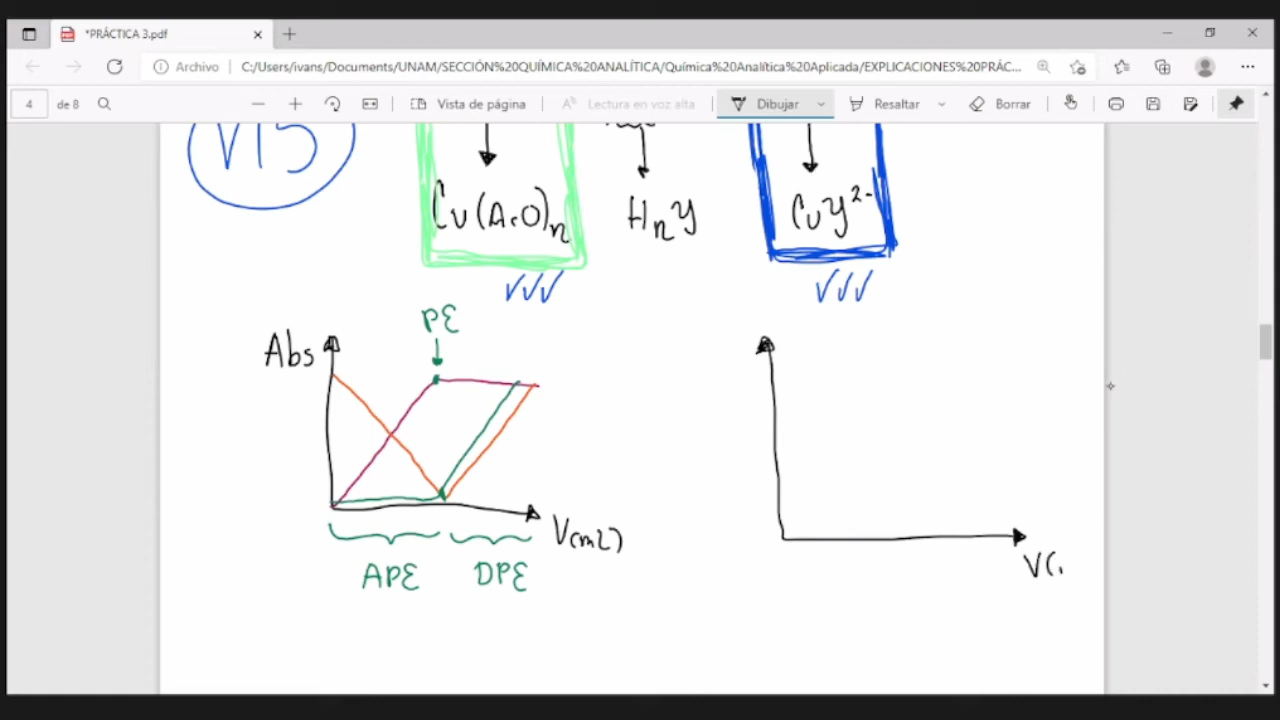 *PRÁCTICA 3.pdf
Archivo C:/Users/ivans/Documents/UNAM/SECCIÓN%20QUÍMICA%20ANALÍTICA/Química%20Analítica%20Aplicada/EXPLICACIONES%20PRÁC...
4 de 8 Vista de página Lectura en voz alta Dibujar Resaltar Borrar
VIS
Cu(AcO)n HnY CuY2-
PE
Abs
V(mL)
V(.
APE DPE